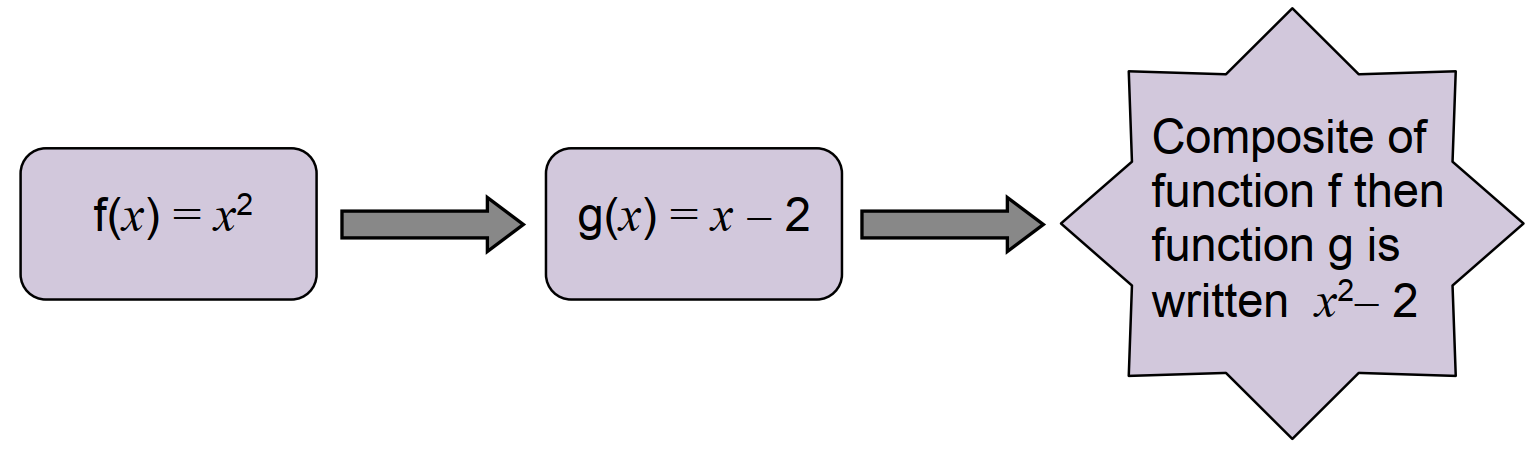 f(x) = x²
g(x) = x – 2
Composite of
function f then
function g is
written x²– 2